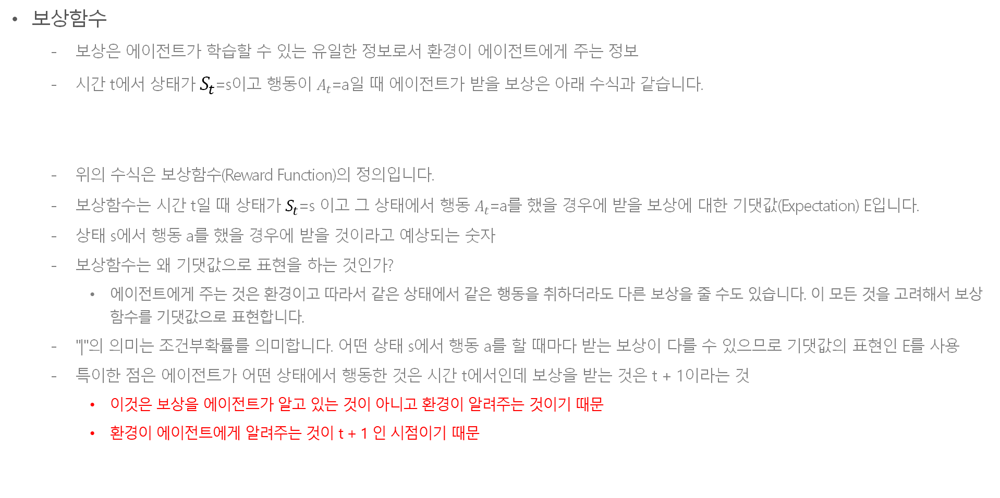 • 보상함수
- 보상은 에이전트가 학습할 수 있는 유일한 정보로서 환경이 에이전트에게 주는 정보
- 시간 t에서 상태가 Sₜ=s이고 행동이 Aₜ=a일 때 에이전트가 받을 보상은 아래 수식과 같습니다.
- 위의 수식은 보상함수(Reward Function)의 정의입니다.
- 보상함수는 시간 t일 때 상태가 Sₜ=s 이고 그 상태에서 행동 Aₜ=a를 했을 경우에 받을 보상에 대한 기댓값(Expectation) E입니다.
- 상태 s에서 행동 a를 했을 경우에 받을 것이라고 예상되는 숫자
- 보상함수는 왜 기댓값으로 표현을 하는 것인가?
• 에이전트에게 주는 것은 환경이고 따라서 같은 상태에서 같은 행동을 취하더라도 다른 보상을 줄 수도 있습니다. 이 모든 것을 고려해서 보상
함수를 기댓값으로 표현합니다.
- "|"의 의미는 조건부확률를 의미합니다. 어떤 상태 s에서 행동 a를 할 때마다 받는 보상이 다를 수 있으므로 기댓값의 표현인 E를 사용
- 특이한 점은 에이전트가 어떤 상태에서 행동한 것은 시간 t에서인데 보상을 받는 것은 t + 1이라는 것
• 이것은 보상을 에이전트가 알고 있는 것이 아니고 환경이 알려주는 것이기 때문
• 환경이 에이전트에게 알려주는 것이 t + 1 인 시점이기 때문